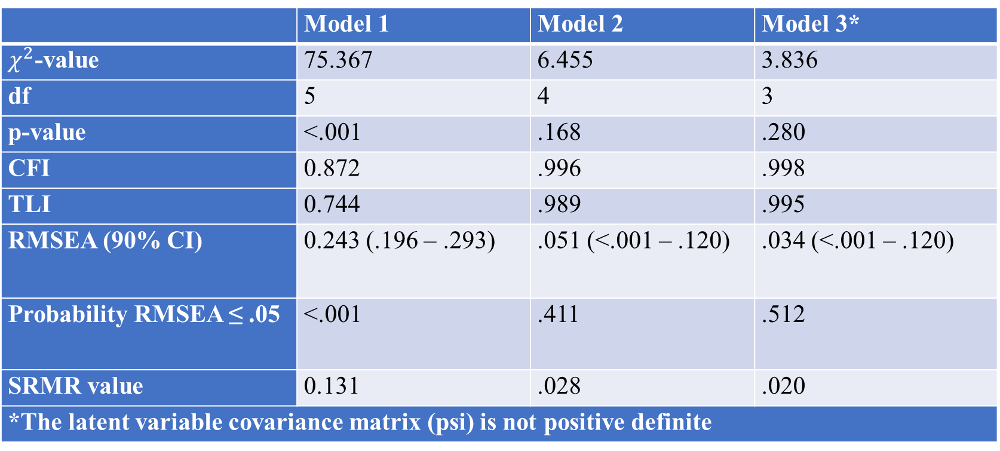 Model 1 Model 2 Model 3*
χ²-value 75.367 6.455 3.836
df 5 4 3
p-value <.001 .168 .280
CFI 0.872 .996 .998
TLI 0.744 .989 .995
RMSEA (90% CI) 0.243 (.196 – .293) .051 (<.001 – .120) .034 (<.001 – .120)
Probability RMSEA ≤ .05 <.001 .411 .512
SRMR value 0.131 .028 .020
*The latent variable covariance matrix (psi) is not positive definite